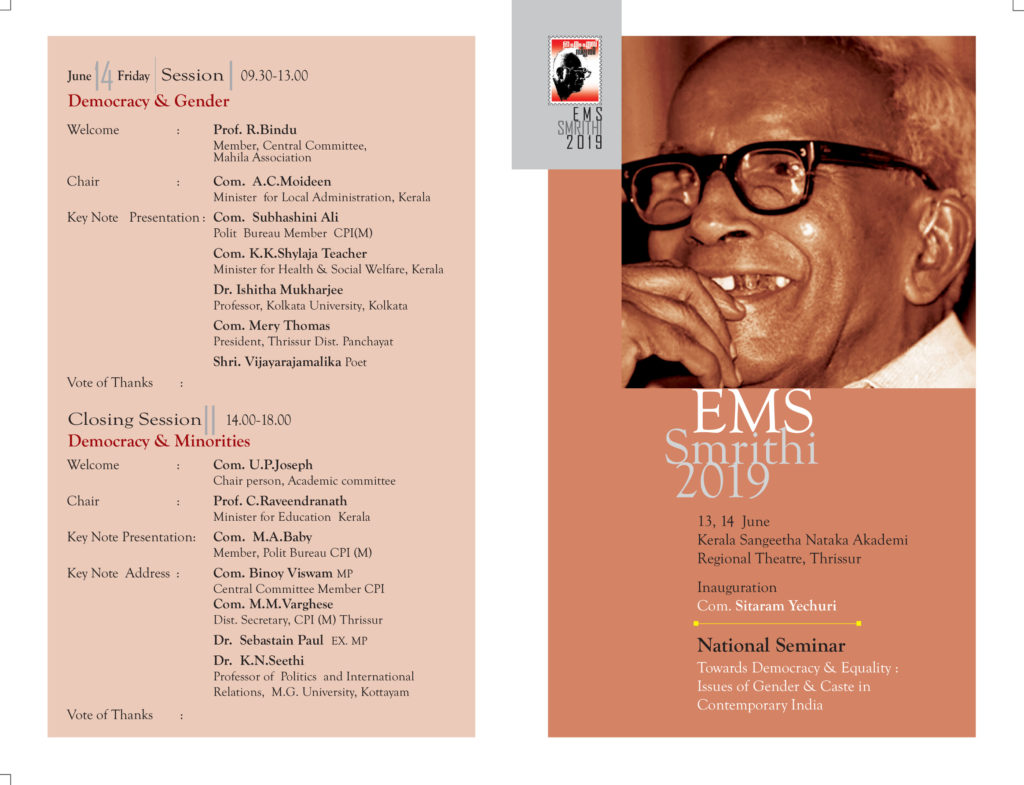 June 14 Friday Session I 09.30-13.00
Democracy & Gender
Welcome : Prof. R.Bindu
Member, Central Committee,
Mahila Association
Chair : Com. A.C.Moideen
Minister for Local Administration, Kerala
Key Note Presentation : Com. Subhashini Ali
Polit Bureau Member CPI(M)
Com. K.K.Shylaja Teacher
Minister for Health & Social Welfare, Kerala
Dr. Ishitha Mukharjee
Professor, Kolkata University, Kolkata
Com. Mery Thomas
President, Thrissur Dist. Panchayat
Shri. Vijayarajamalika Poet
Vote of Thanks :
Closing Session II 14.00-18.00
Democracy & Minorities
Welcome : Com. U.P.Joseph
Chair person, Academic committee
Chair : Prof. C.Raveendranath
Minister for Education Kerala
Key Note Presentation: Com. M.A.Baby
Member, Polit Bureau CPI (M)
Key Note Address : Com. Binoy Viswam MP
Central Committee Member CPI
Com. M.M.Varghese
Dist. Secretary, CPI (M) Thrissur
Dr. Sebastain Paul EX. MP
Dr. K.N.Seethi
Professor of Politics and International
Relations, M.G. University, Kottayam
Vote of Thanks :
EMS
SMRITHI
2019
EMS
Smrithi
2019
13, 14 June
Kerala Sangeetha Nataka Akademi
Regional Theatre, Thrissur
Inauguration
Com. Sitaram Yechuri
National Seminar
Towards Democracy & Equality :
Issues of Gender & Caste in
Contemporary India